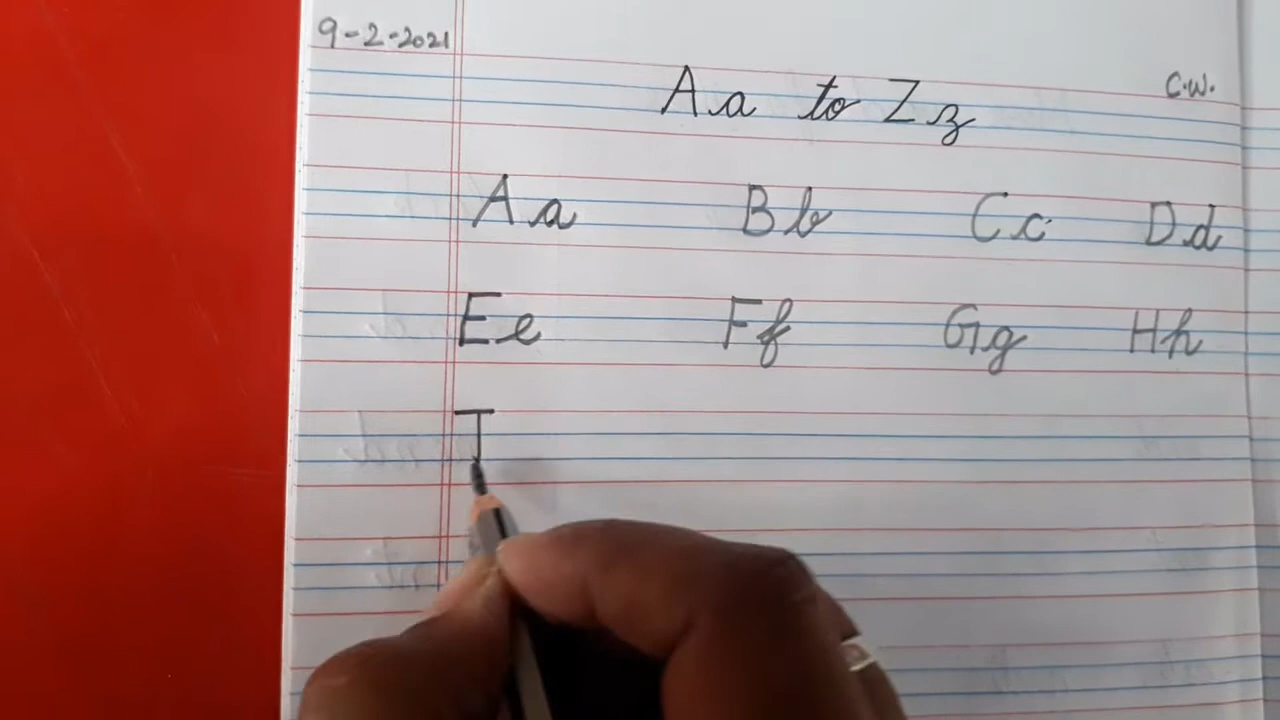 9-2-2021
C.W.
Aa to Zz
Aa Bb Cc Dd
Ee Ff Gg Hh
T